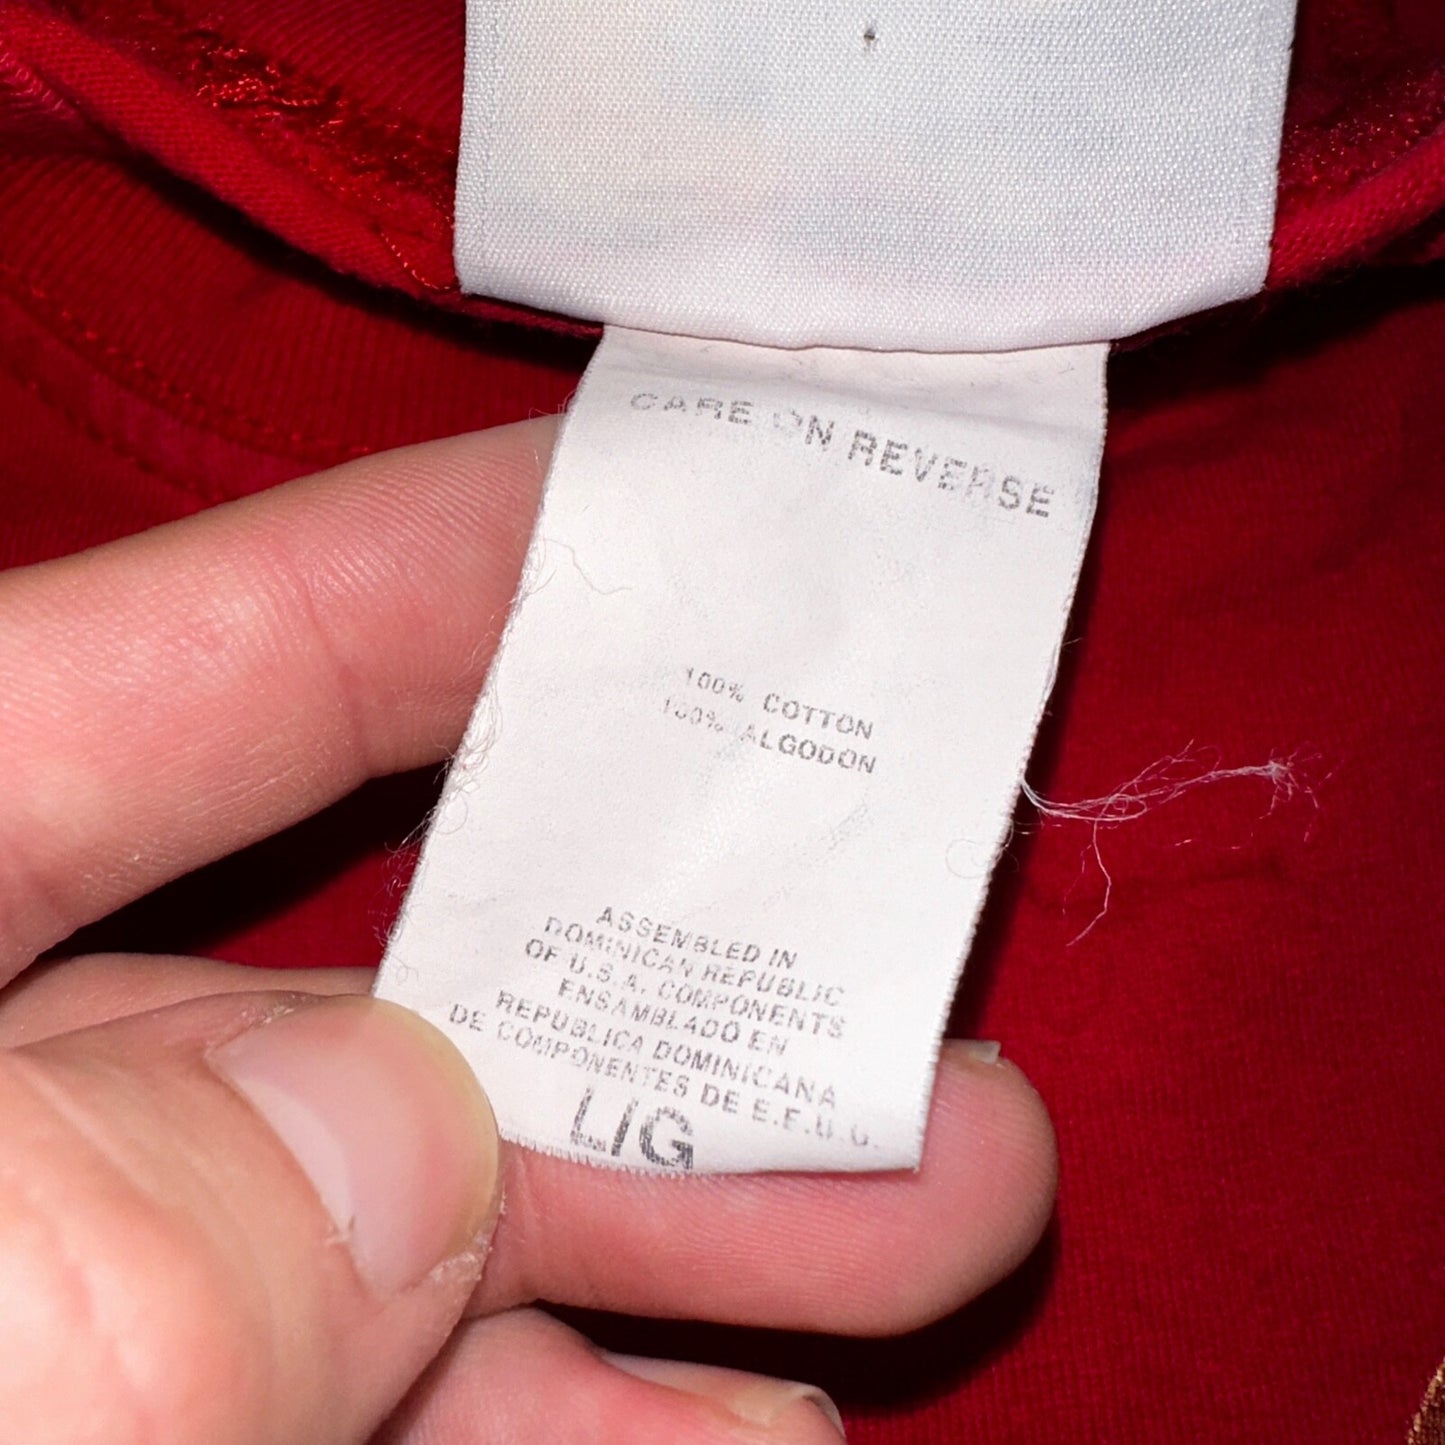 CARE ON REVERSE
100% COTTON
100% ALGODON
ASSEMBLED IN
DOMINICAN REPUBLIC
OF U.S.A. COMPONENTS
ENSAMBLADO EN
REPUBLICA DOMINICANA
DE COMPONENTES DE E.E.U.U.
L/G